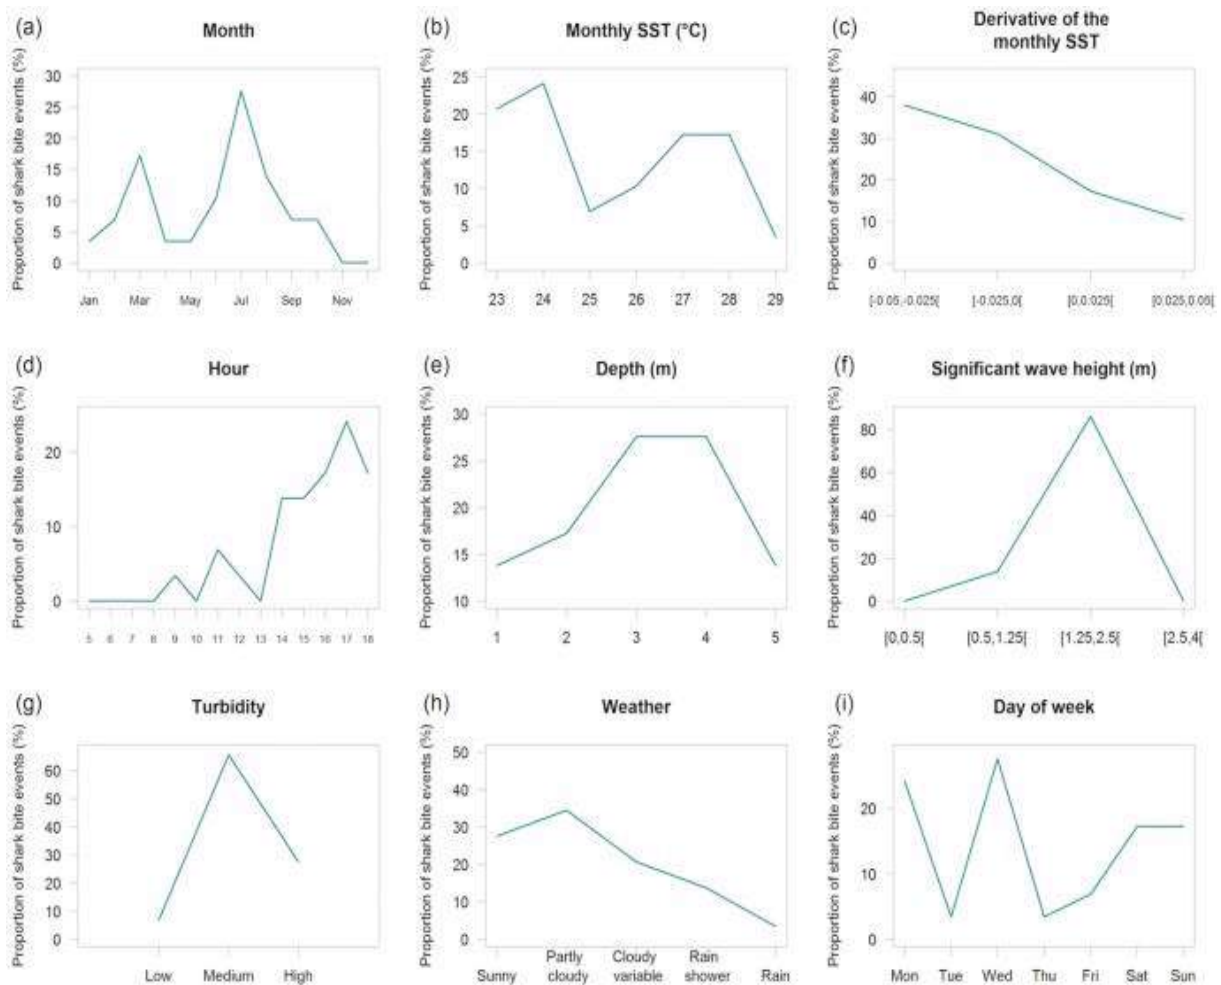 (a)
Month
Proportion of shark bite events (%)
30
25
20
15
10
5
0
Jan Mar May Jul Sep Nov
(b)
Monthly SST (°C)
Proportion of shark bite events (%)
25
20
15
10
5
0
23 24 25 26 27 28 29
(c)
Derivative of the
monthly SST
Proportion of shark bite events (%)
40
30
20
10
0
[-0.05,-0.025[ [-0.025,0[ [0,0.025[ [0.025,0.05[
(d)
Hour
Proportion of shark bite events (%)
20
10
0
5 6 7 8 9 10 11 12 13 14 15 16 17 18
(e)
Depth (m)
Proportion of shark bite events (%)
30
25
20
15
10
1 2 3 4 5
(f)
Significant wave height (m)
Proportion of shark bite events (%)
80
60
40
20
0
[0,0.5[ [0.5,1.25[ [1.25,2.5[ [2.5,4[
(g)
Turbidity
Proportion of shark bite events (%)
60
50
40
30
20
10
0
Low Medium High
(h)
Weather
Proportion of shark bite events (%)
50
40
30
20
10
0
Partly Cloudy Rain
Sunny cloudy variable shower Rain
(i)
Day of week
Proportion of shark bite events (%)
20
10
0
Mon Tue Wed Thu Fri Sat Sun